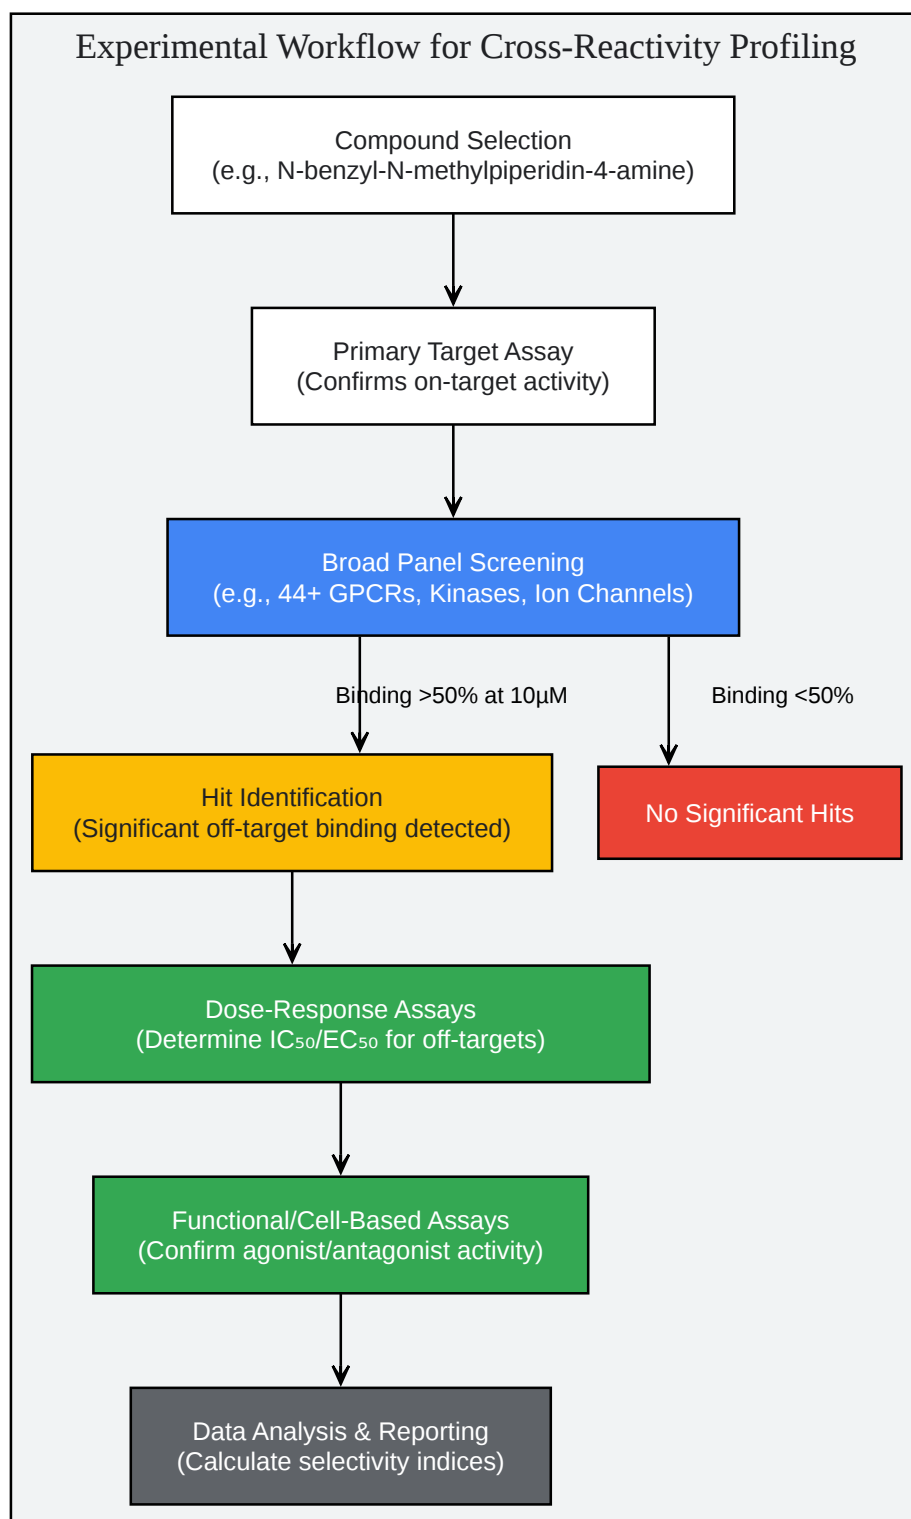 Experimental Workflow for Cross-Reactivity Profiling
Compound Selection
(e.g., N-benzyl-N-methylpiperidin-4-amine)
Primary Target Assay
(Confirms on-target activity)
Broad Panel Screening
(e.g., 44+ GPCRs, Kinases, Ion Channels)
Binding >50% at 10µM
Binding <50%
Hit Identification
(Significant off-target binding detected)
No Significant Hits
Dose-Response Assays
(Determine IC₅₀/EC₅₀ for off-targets)
Functional/Cell-Based Assays
(Confirm agonist/antagonist activity)
Data Analysis & Reporting
(Calculate selectivity indices)